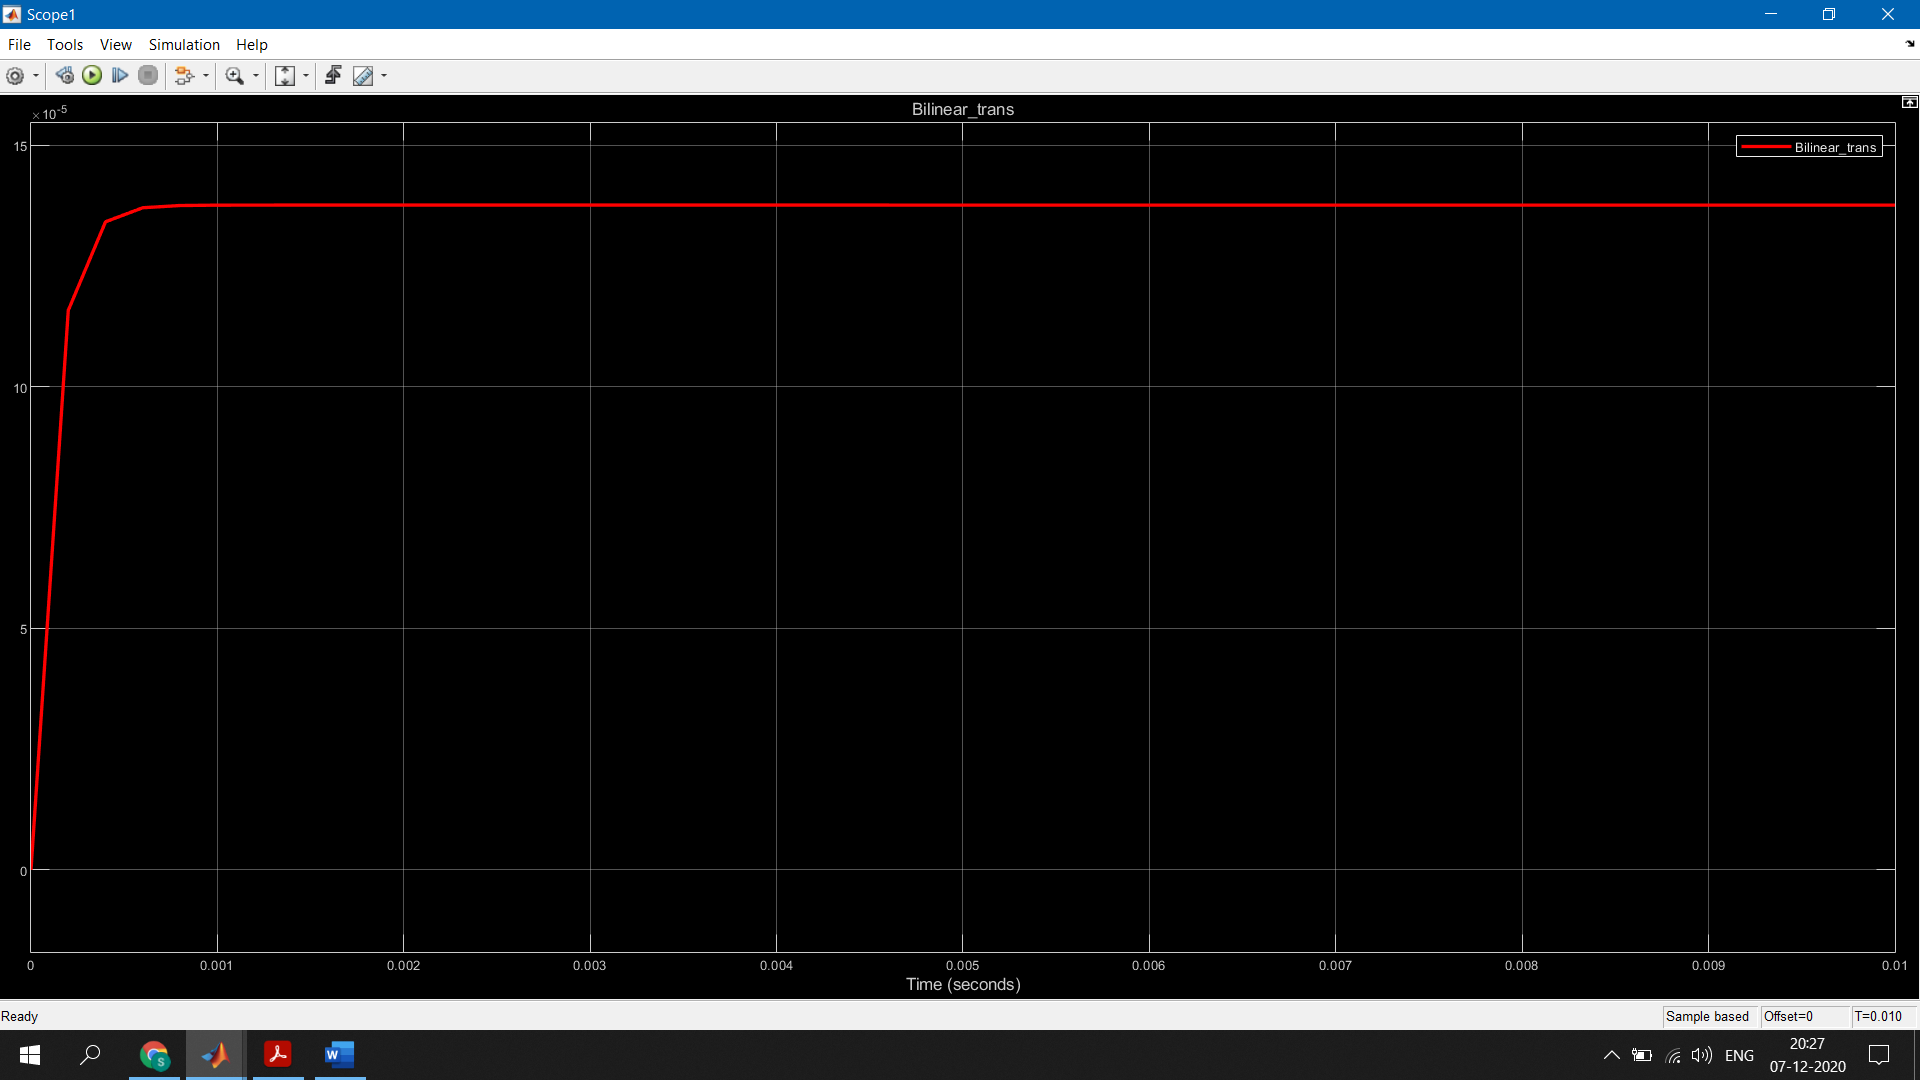 Scope1
File Tools View Simulation Help
×10-5
Bilinear_trans
Bilinear_trans
15
10
5
0
0 0.001 0.002 0.003 0.004 0.005 0.006 0.007 0.008 0.009 0.01
Time (seconds)
Ready
Sample based Offset=0 T=0.010
S
W
ENG
20:27
07-12-2020